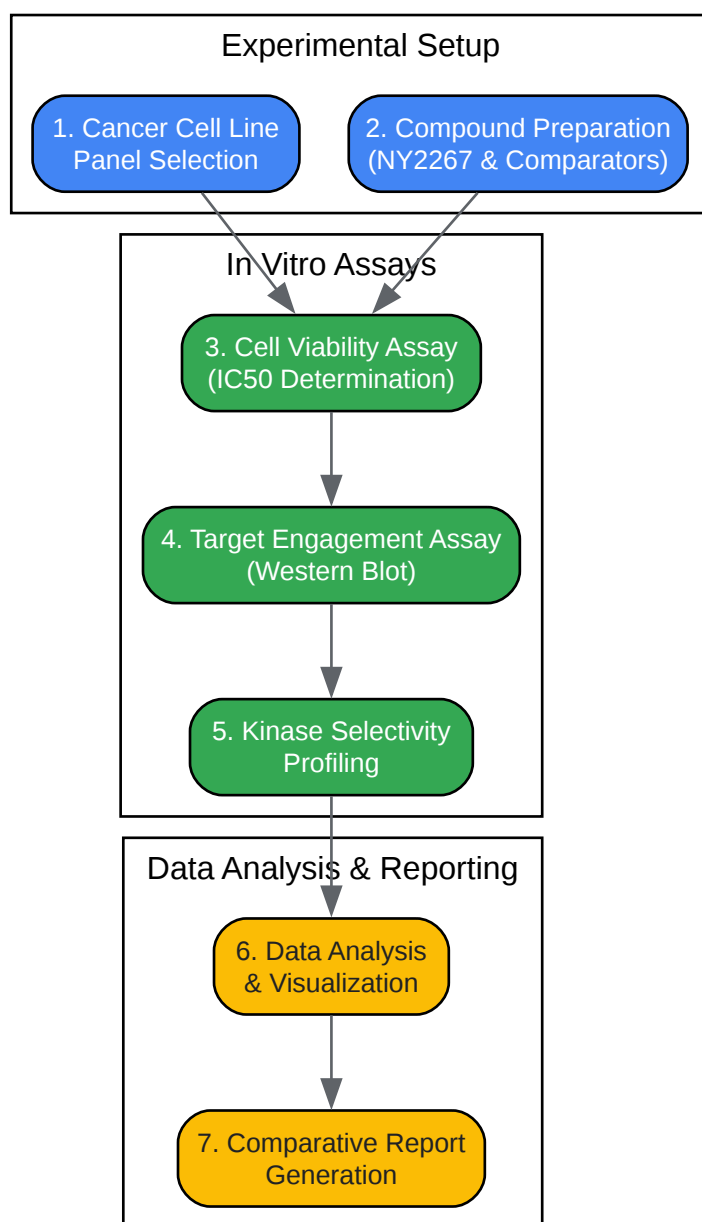 Experimental Setup
1. Cancer Cell Line
Panel Selection
2. Compound Preparation
(NY2267 & Comparators)
In Vitro Assays
3. Cell Viability Assay
(IC50 Determination)
4. Target Engagement Assay
(Western Blot)
5. Kinase Selectivity
Profiling
Data Analysis & Reporting
6. Data Analysis
& Visualization
7. Comparative Report
Generation